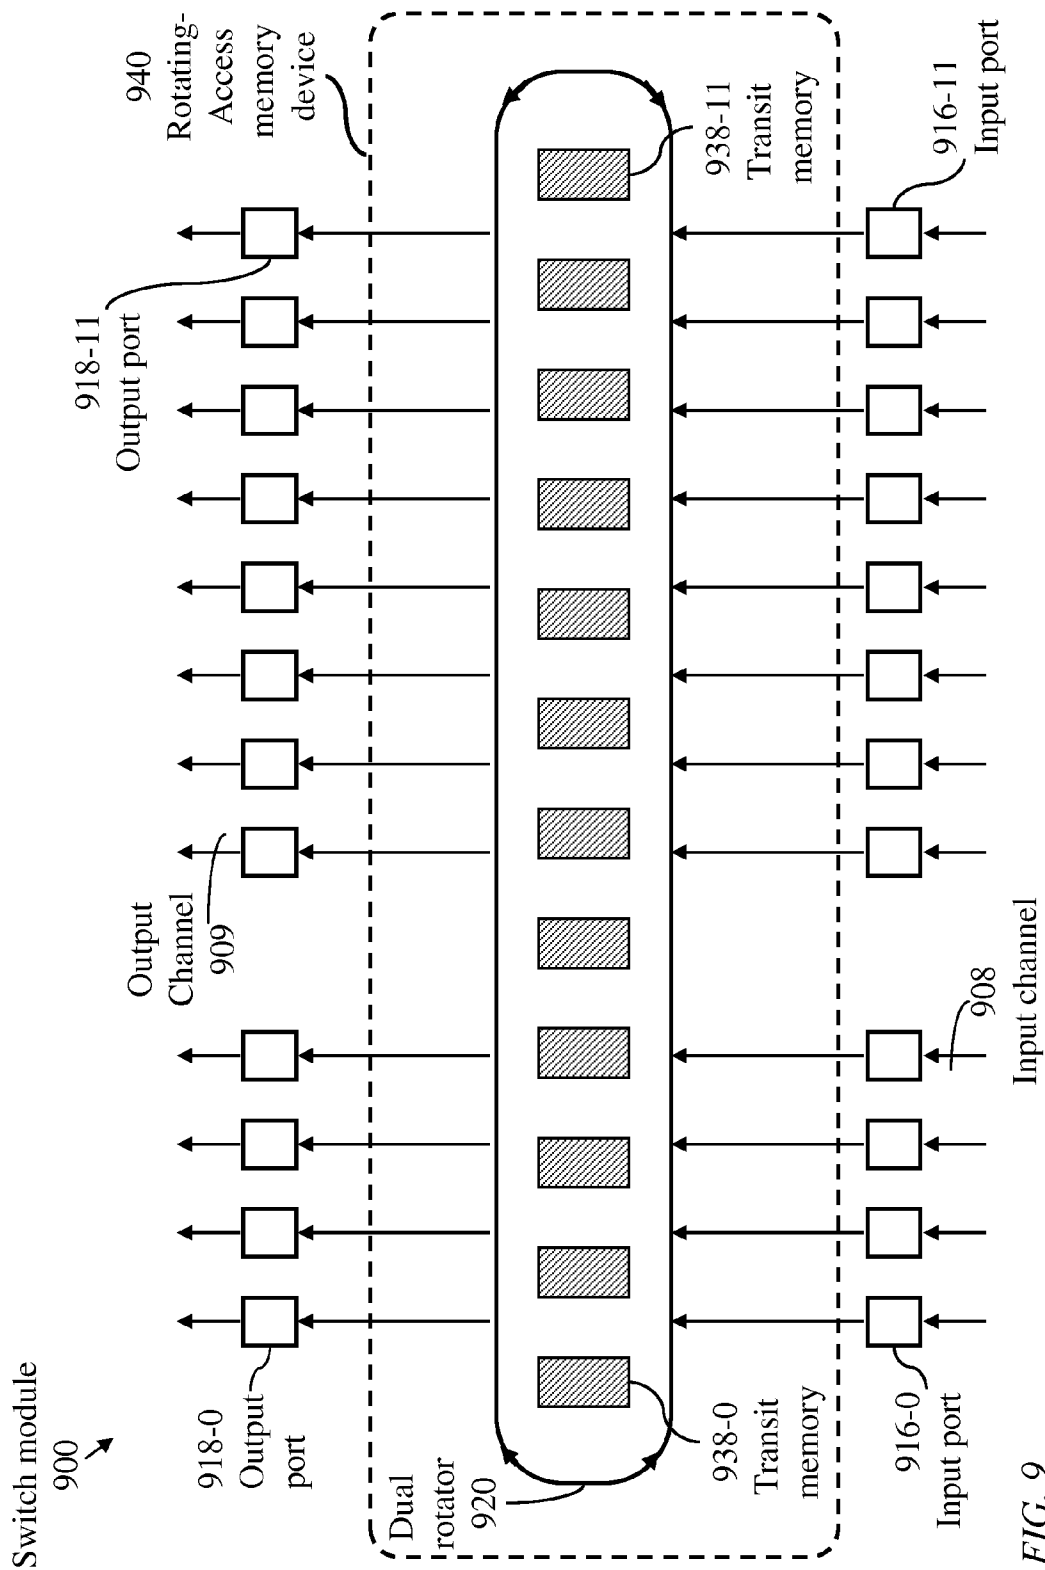 Switch module
900
918-0
Output
port
Output
Channel
909
918-11
Output port
940
Rotating-
Access
memory
device
Dual
rotator
920
938-0
Transit
memory
938-11
Transit
memory
916-0
Input port
908
Input channel
916-11
Input port
FIG. 9